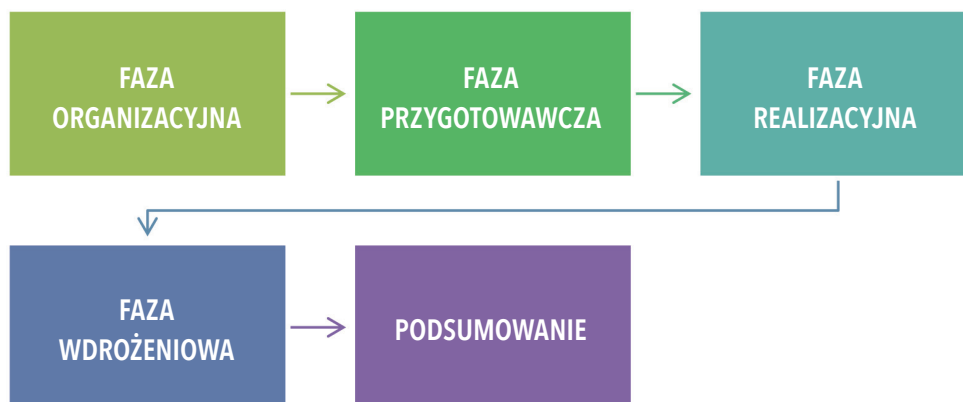 FAZA
ORGANIZACYJNA
FAZA
PRZYGOTOWAWCZA
FAZA
REALIZACYJNA
FAZA
WDROŻENIOWA
PODSUMOWANIE